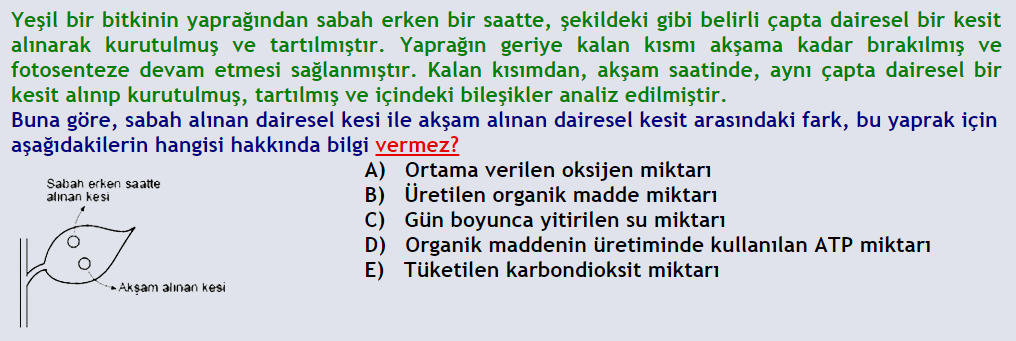 Yeşil bir bitkinin yaprağından sabah erken bir saatte, şekildeki gibi belirli çapta dairesel bir kesit
alınarak kurutulmuş ve tartılmıştır. Yaprağın geriye kalan kısmı akşama kadar bırakılmış ve
fotosenteze devam etmesi sağlanmıştır. Kalan kısımdan, akşam saatinde, aynı çapta dairesel bir
kesit alınıp kurutulmuş, tartılmış ve içindeki bileşikler analiz edilmiştir.
Buna göre, sabah alınan dairesel kesi ile akşam alınan dairesel kesit arasındaki fark, bu yaprak için
aşağıdakilerin hangisi hakkında bilgi vermez?
A) Ortama verilen oksijen miktarı
B) Üretilen organik madde miktarı
C) Gün boyunca yitirilen su miktarı
D) Organik maddenin üretiminde kullanılan ATP miktarı
E) Tüketilen karbondioksit miktarı
Sabah erken saatte
alınan kesi
Akşam alınan kesi